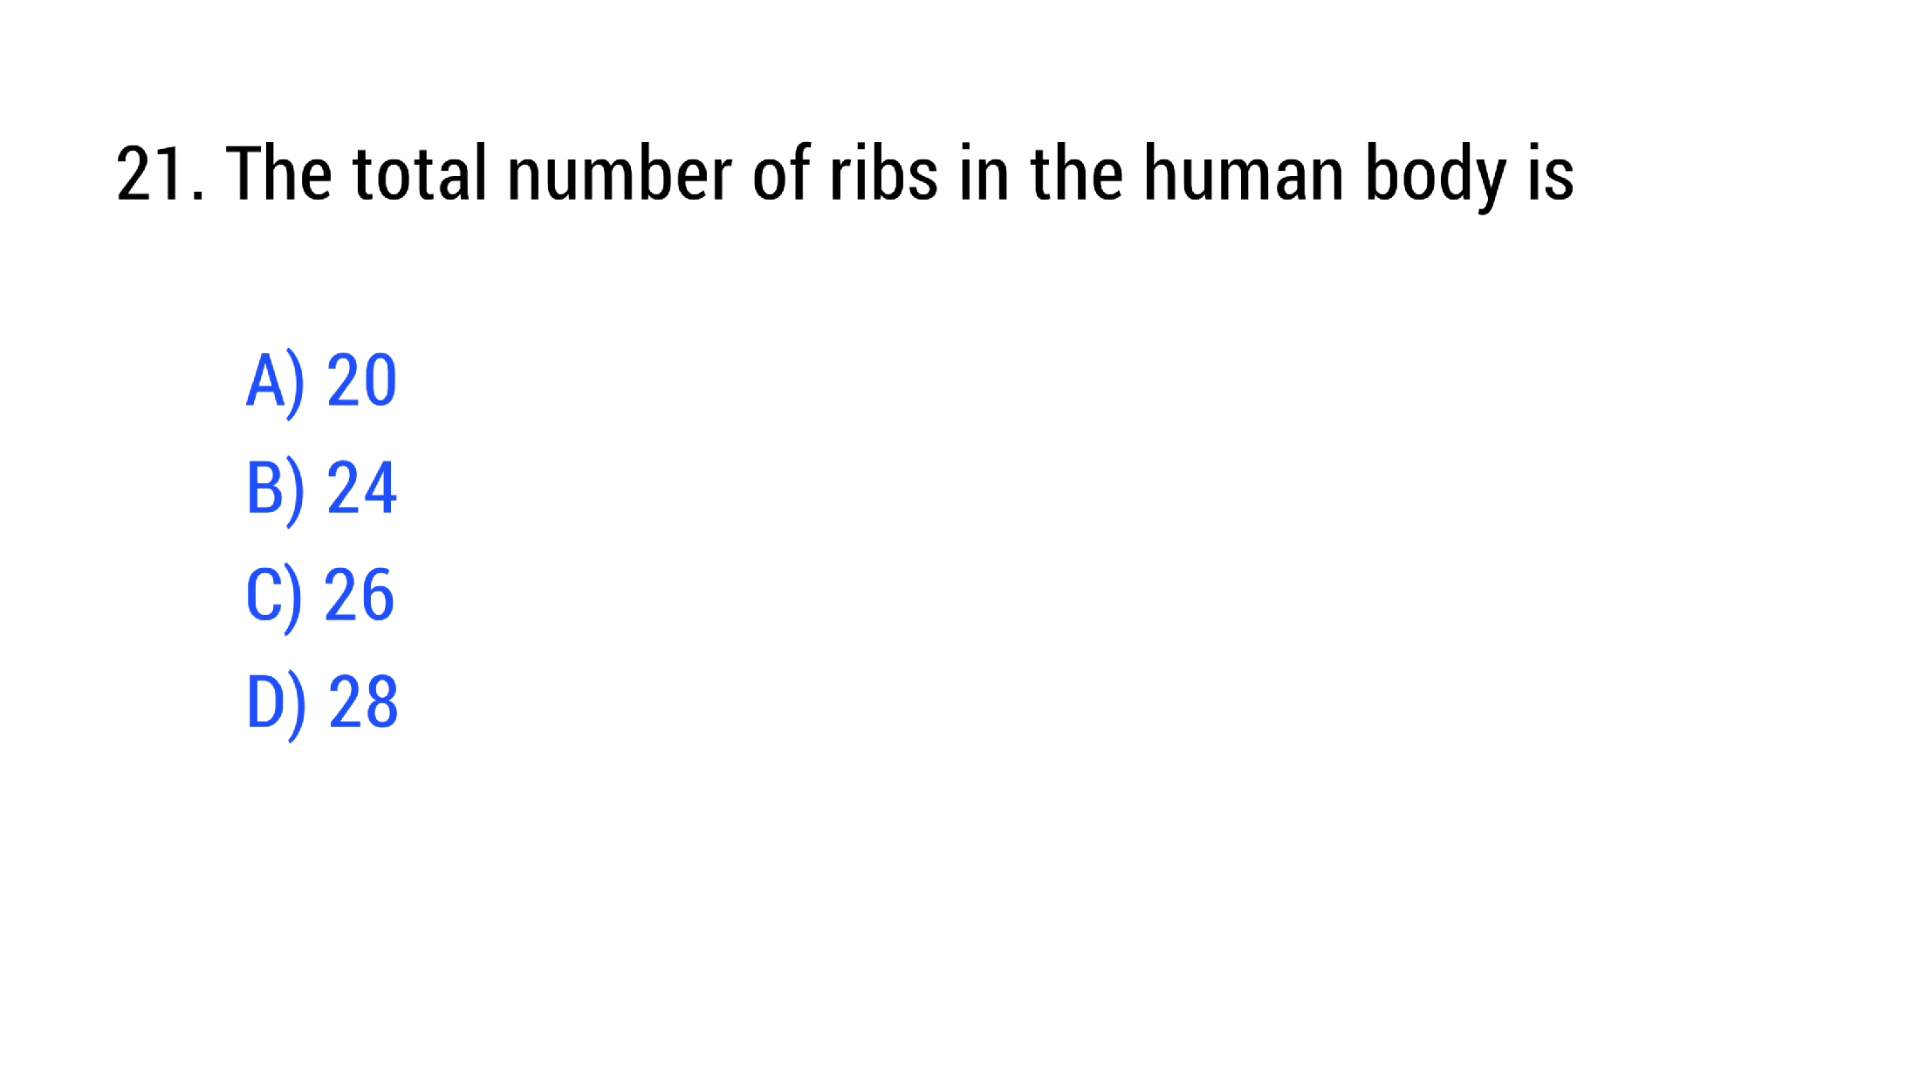 21. The total number of ribs in the human body is
A) 20
B) 24
C) 26
D) 28